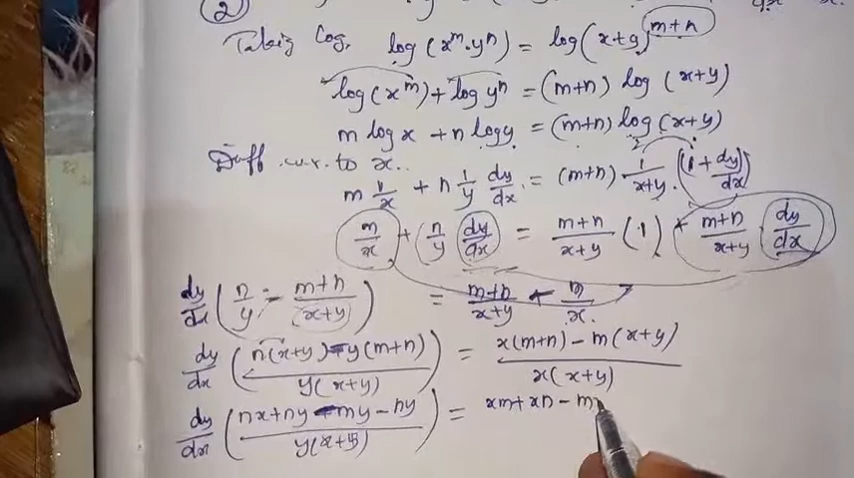 2
Taking log, log(x^m.y^n) = log(x+y)^(m+n)
log(x^m) + log y^n = (m+n) log (x+y)
m log x + n log y = (m+n) log (x+y)
Diff w.r. to x..
m 1/x + n 1/y dy/dx = (m+n) 1/(x+y) . (1 + dy/dx)
m/x + n/y dy/dx = (m+n)/(x+y) (1) + (m+n)/(x+y) . dy/dx
dy/dx (n/y - (m+n)/(x+y)) = (m+n)/(x+y) - m/x.
dy/dx ((n(x+y) - y(m+n))/(y(x+y))) = (x(m+n) - m(x+y))/(x(x+y))
dy/dx ((nx+ny - my - ny)/(y(x+y))) = xm + xn - m